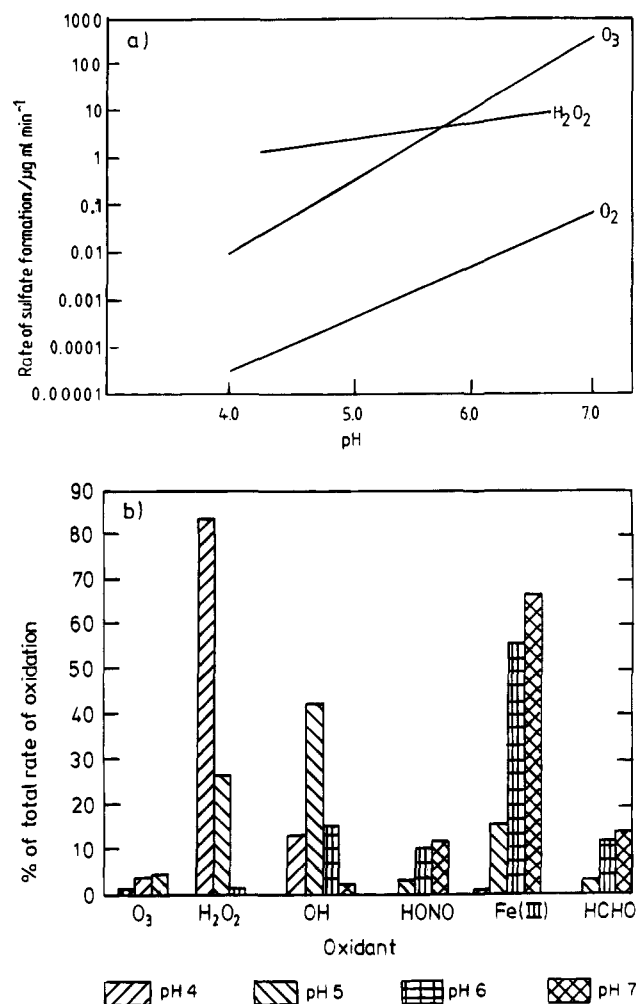 a)
Rate of sulfate formation/µg ml min⁻¹
1000
100
10
1
0.1
0.01
0.001
0.0001
0.00001
O₃
H₂O₂
O₂
4.0 5.0 6.0 7.0
pH
b)
% of total rate of oxidation
90
80
70
60
50
40
30
20
10
0
O₃ H₂O₂ OH HONO Fe(III) HCHO
Oxidant
pH 4 pH 5 pH 6 pH 7